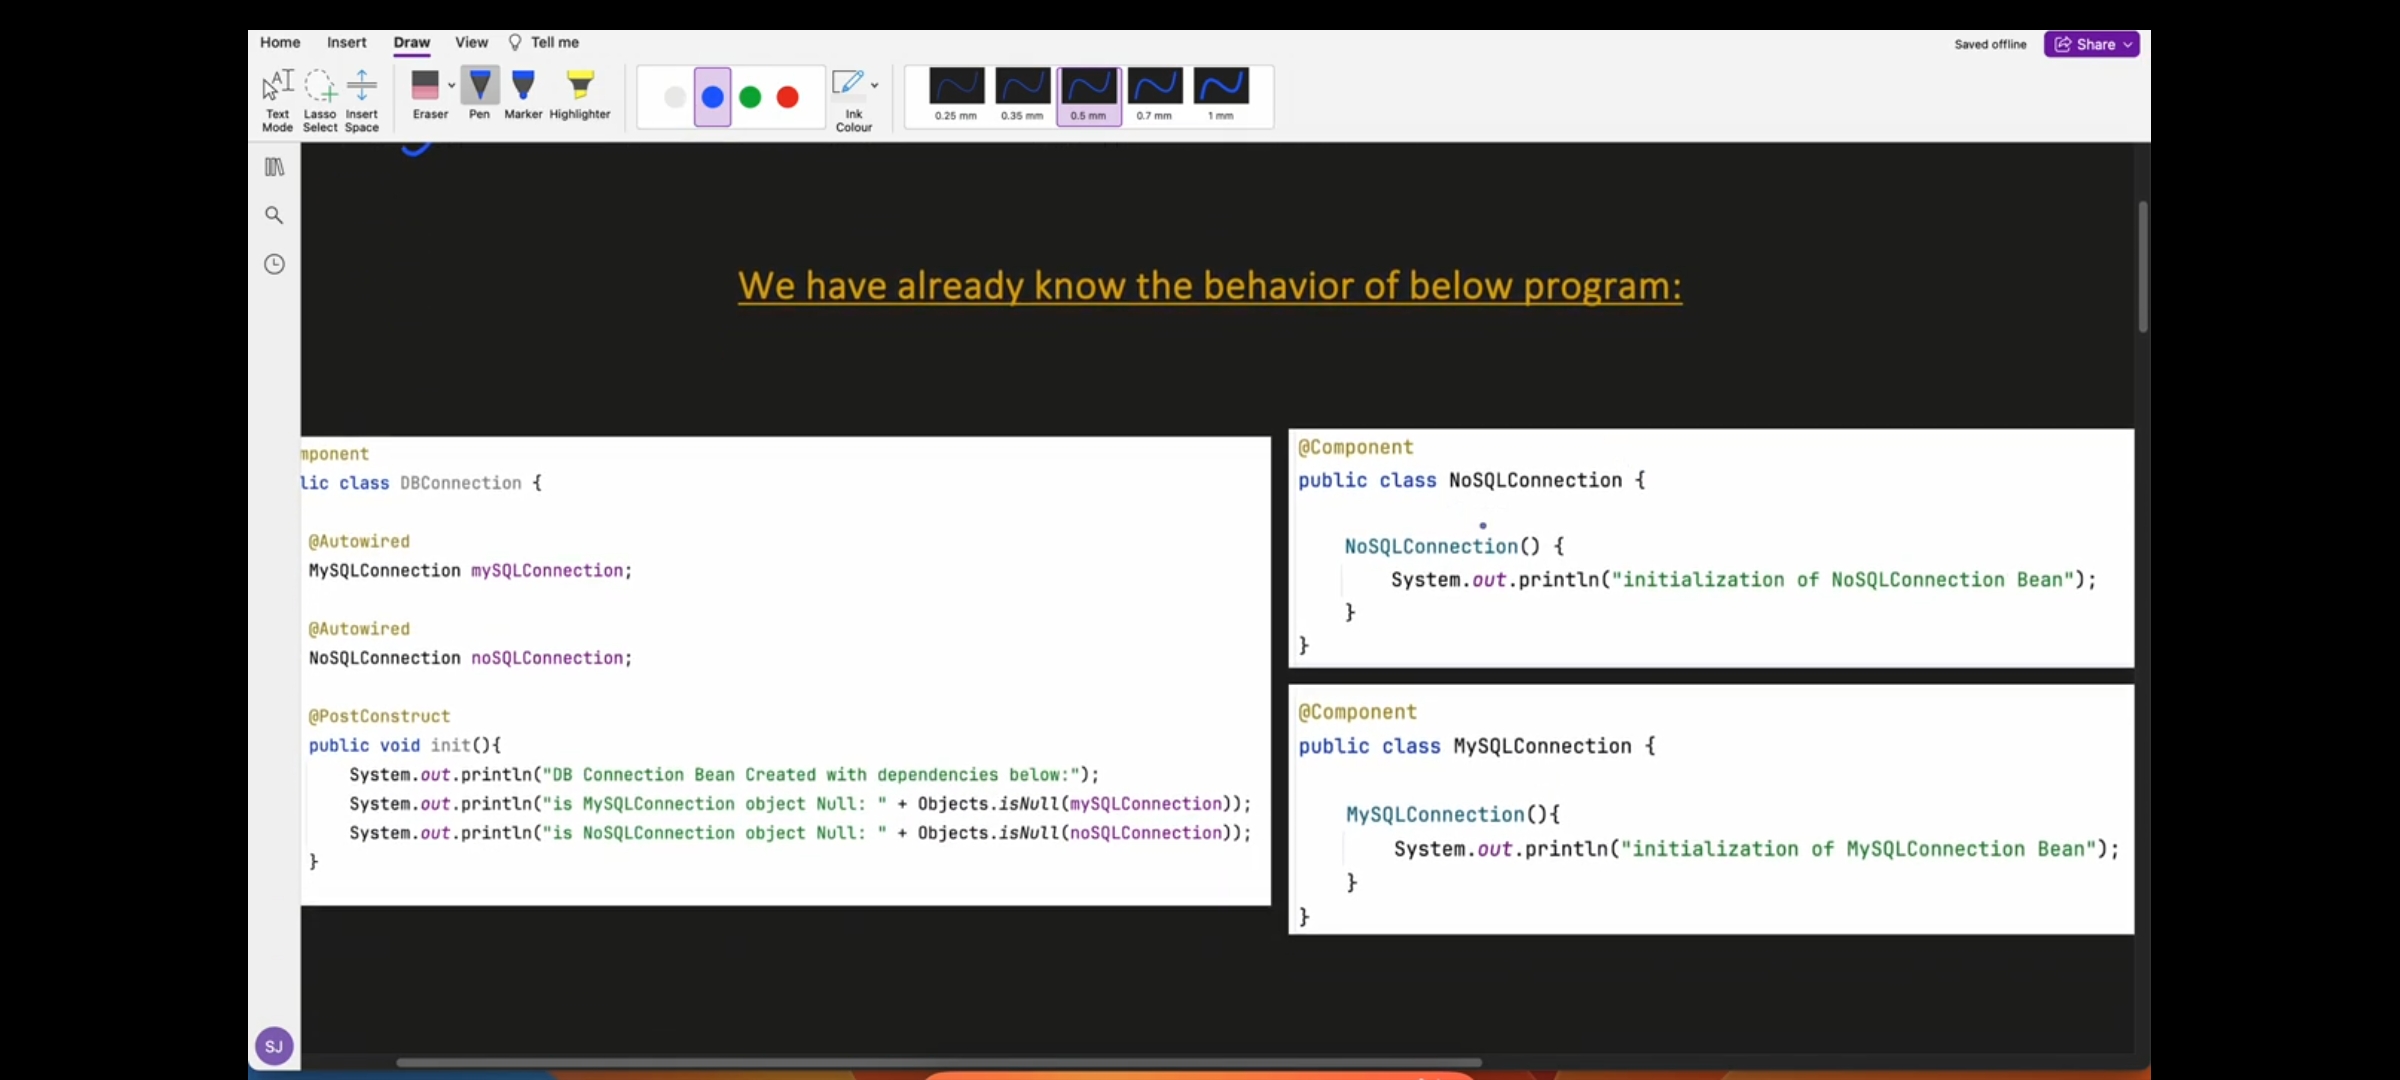 Home Insert Draw View Tell me Saved offline Share
Text Mode
Lasso Select
Insert Space
Eraser Pen Marker Highlighter
Ink Colour
0.25 mm 0.35 mm 0.5 mm 0.7 mm 1 mm
We have already know the behavior of below program:
mponent
lic class DBConnection {
@Autowired
MySQLConnection mySQLConnection;
@Autowired
NoSQLConnection noSQLConnection;
@PostConstruct
public void init(){
System.out.println("DB Connection Bean Created with dependencies below:");
System.out.println("is MySQLConnection object Null: " + Objects.isNull(mySQLConnection));
System.out.println("is NoSQLConnection object Null: " + Objects.isNull(noSQLConnection));
}
@Component
public class NoSQLConnection {
NoSQLConnection() {
System.out.println("initialization of NoSQLConnection Bean");
}
}
@Component
public class MySQLConnection {
MySQLConnection(){
System.out.println("initialization of MySQLConnection Bean");
}
}
SJ